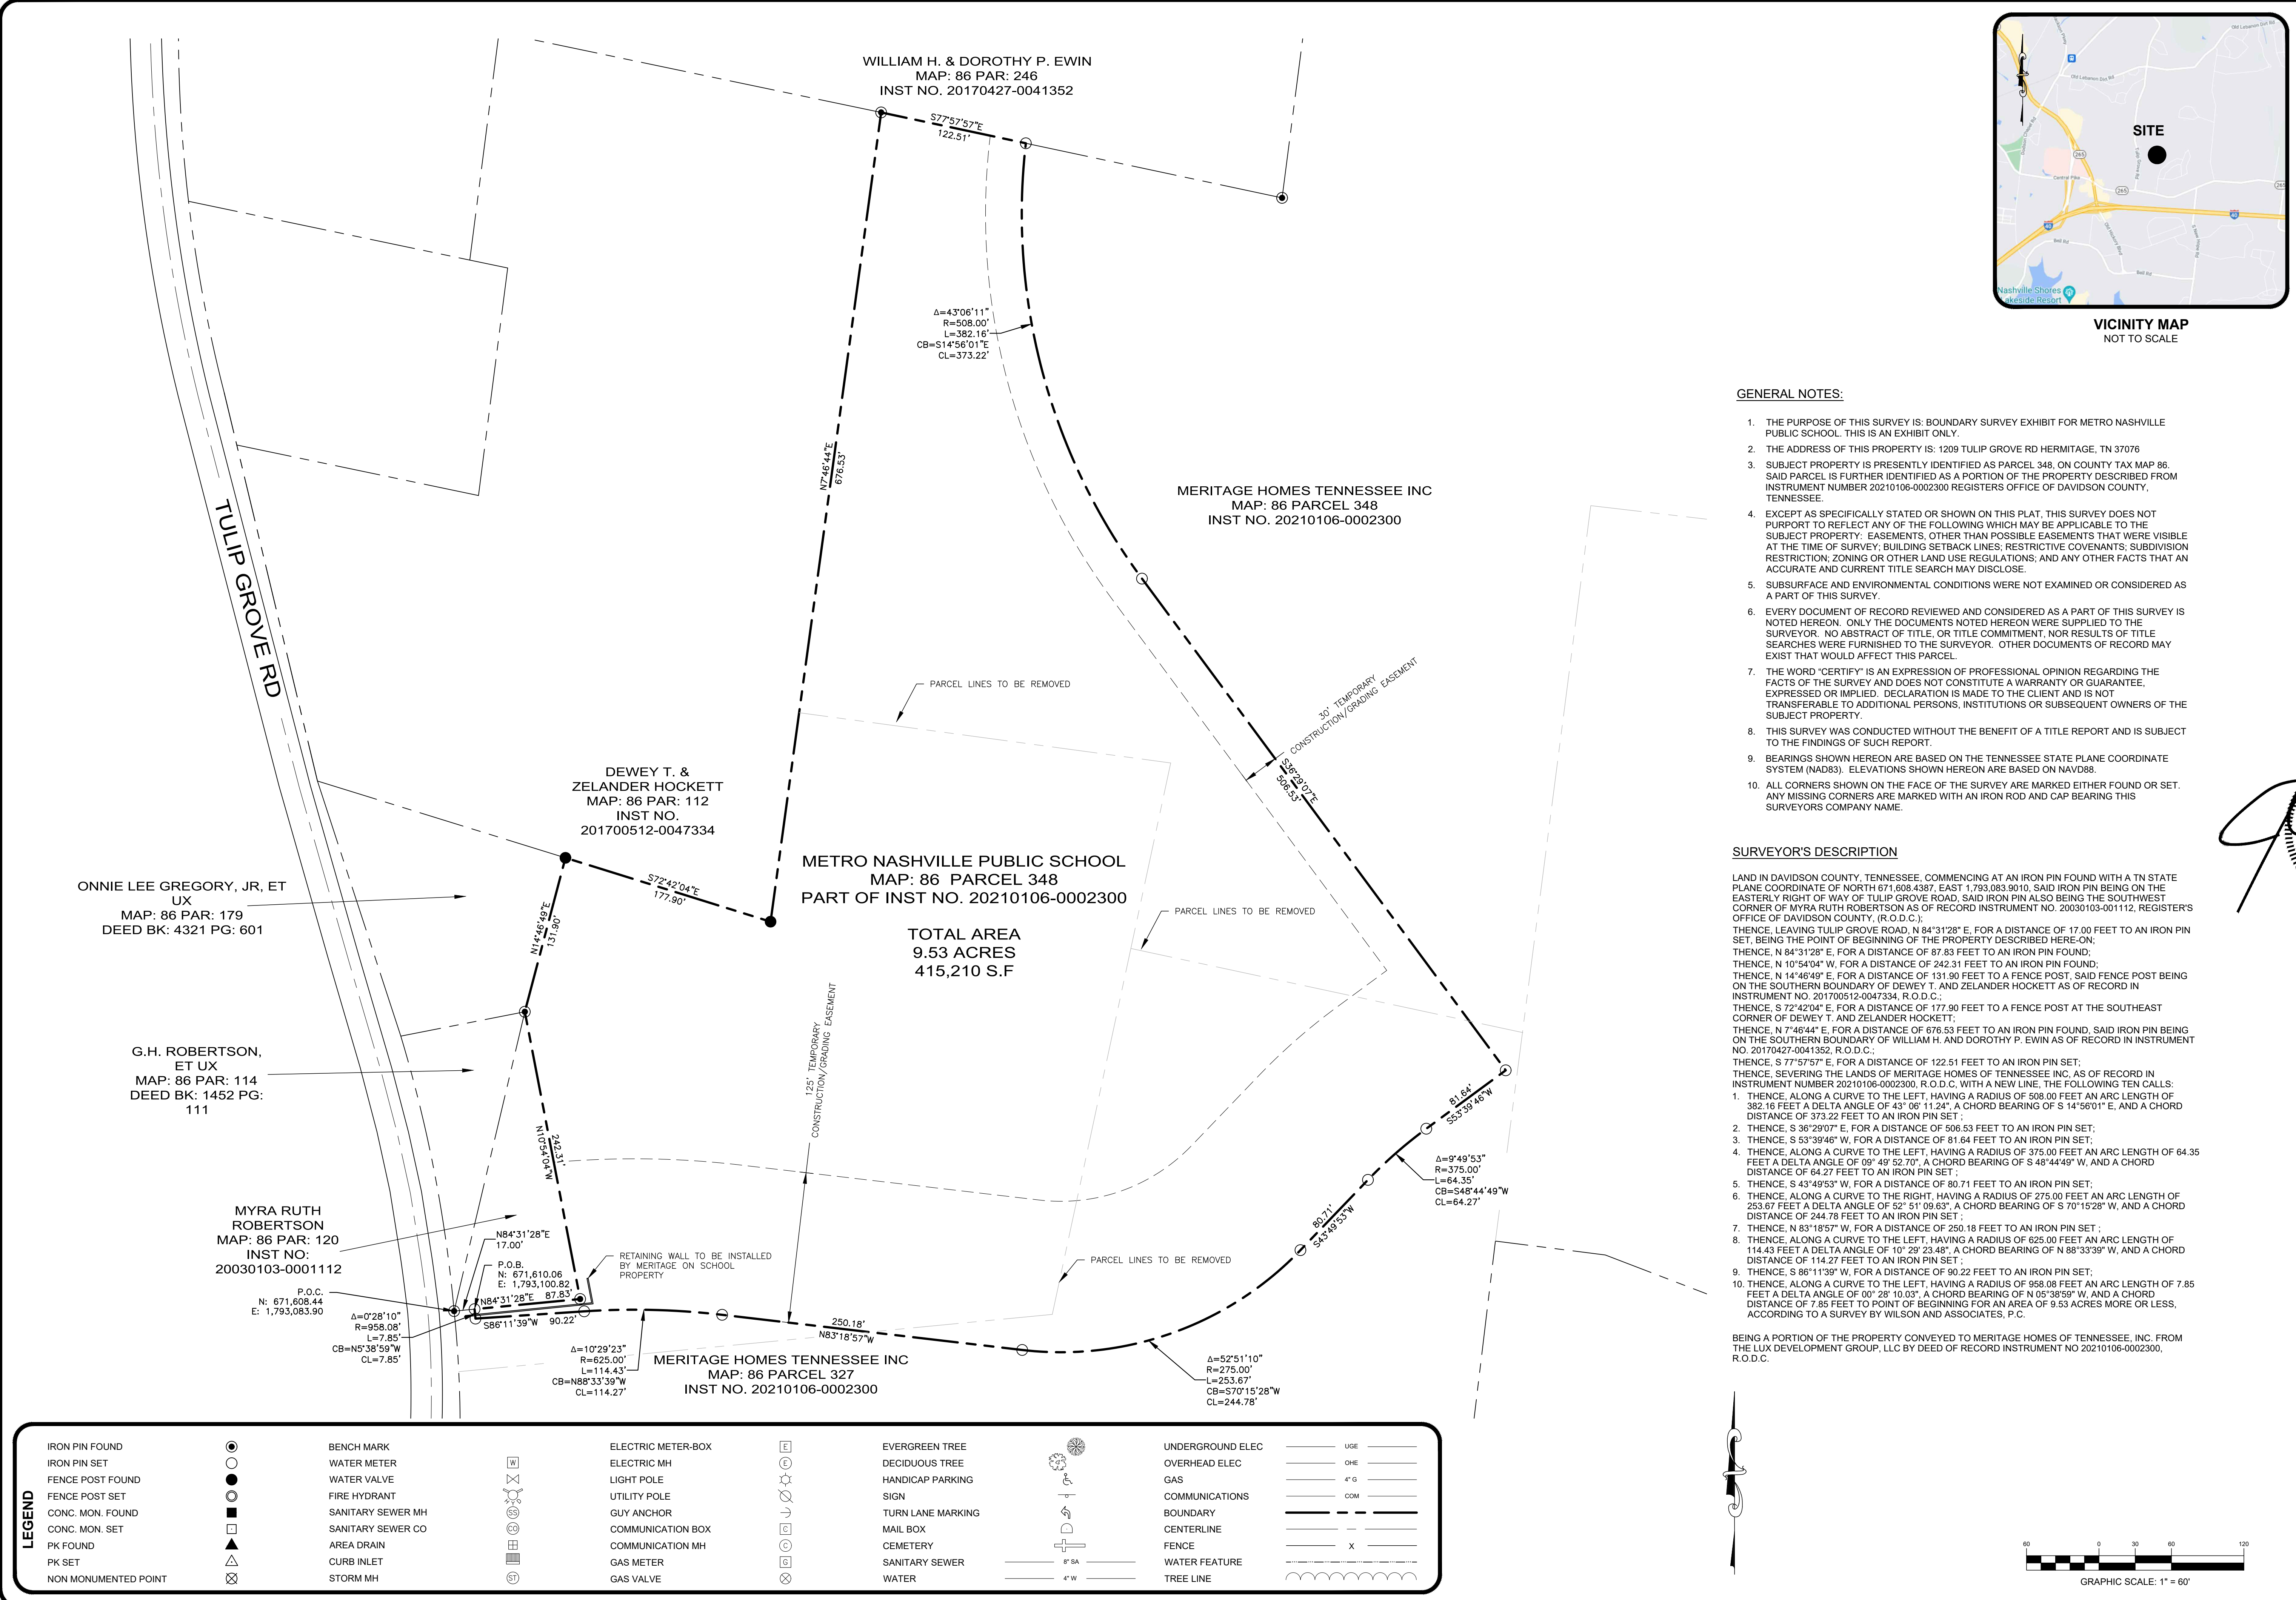 WILLIAM H. & DOROTHY P. EWIN
MAP: 86 PAR: 246
INST NO. 20170427-0041352
S77°57'57"E
122.51'
Δ=43°06'11"
R=508.00'
L=382.16'
CB=S14°56'01"E
CL=373.22'
N7°46'44"E
676.53'
MERITAGE HOMES TENNESSEE INC
MAP: 86 PARCEL 348
INST NO. 20210106-0002300
TULIP GROVE RD
PARCEL LINES TO BE REMOVED
30' TEMPORARY
CONSTRUCTION/GRADING EASEMENT
S36°29'07"E
506.53'
DEWEY T. &
ZELANDER HOCKETT
MAP: 86 PAR: 112
INST NO.
201700512-0047334
S72°42'04"E
177.90'
METRO NASHVILLE PUBLIC SCHOOL
MAP: 86 PARCEL 348
PART OF INST NO. 20210106-0002300
TOTAL AREA
9.53 ACRES
415,210 S.F
ONNIE LEE GREGORY, JR, ET
UX
MAP: 86 PAR: 179
DEED BK: 4321 PG: 601
N14°46'49"E
131.90'
PARCEL LINES TO BE REMOVED
G.H. ROBERTSON,
ET UX
MAP: 86 PAR: 114
DEED BK: 1452 PG:
111
125' TEMPORARY
CONSTRUCTION/GRADING EASEMENT
242.31'
N10°54'04"W
81.64'
S53°39'46"W
Δ=9°49'53"
R=375.00'
L=64.35'
CB=S48°44'49"W
CL=64.27'
80.71'
S43°49'53"W
MYRA RUTH
ROBERTSON
MAP: 86 PAR: 120
INST NO:
20030103-0001112
N84°31'28"E
17.00'
P.O.B.
N: 671,610.06
E: 1,793,100.82
RETAINING WALL TO BE INSTALLED
BY MERITAGE ON SCHOOL
PROPERTY
PARCEL LINES TO BE REMOVED
P.O.C.
N: 671,608.44
E: 1,793,083.90
N84°31'28"E 87.83'
S86°11'39"W 90.22'
Δ=0°28'10"
R=958.08'
L=7.85'
CB=N5°38'59"W
CL=7.85'
250.18'
N83°18'57"W
Δ=10°29'23"
R=625.00'
L=114.43'
CB=N88°33'39"W
CL=114.27'
MERITAGE HOMES TENNESSEE INC
MAP: 86 PARCEL 327
INST NO. 20210106-0002300
Δ=52°51'10"
R=275.00'
L=253.67'
CB=S70°15'28"W
CL=244.78'
SITE
Old Lebanon Dirt Rd
Old Lebanon Dirt Rd
Central Pike
Tulip Grove Rd
Old Hickory Blvd
Bell Rd
Bell Rd
265
265
265
40
40
Nashville Shores
Lakeside Resort
VICINITY MAP
NOT TO SCALE
GENERAL NOTES:
1. THE PURPOSE OF THIS SURVEY IS: BOUNDARY SURVEY EXHIBIT FOR METRO NASHVILLE
PUBLIC SCHOOL. THIS IS AN EXHIBIT ONLY.
2. THE ADDRESS OF THIS PROPERTY IS: 1209 TULIP GROVE RD HERMITAGE, TN 37076
3. SUBJECT PROPERTY IS PRESENTLY IDENTIFIED AS PARCEL 348, ON COUNTY TAX MAP 86.
SAID PARCEL IS FURTHER IDENTIFIED AS A PORTION OF THE PROPERTY DESCRIBED FROM
INSTRUMENT NUMBER 20210106-0002300 REGISTERS OFFICE OF DAVIDSON COUNTY,
TENNESSEE.
4. EXCEPT AS SPECIFICALLY STATED OR SHOWN ON THIS PLAT, THIS SURVEY DOES NOT
PURPORT TO REFLECT ANY OF THE FOLLOWING WHICH MAY BE APPLICABLE TO THE
SUBJECT PROPERTY: EASEMENTS, OTHER THAN POSSIBLE EASEMENTS THAT WERE VISIBLE
AT THE TIME OF SURVEY; BUILDING SETBACK LINES; RESTRICTIVE COVENANTS; SUBDIVISION
RESTRICTION; ZONING OR OTHER LAND USE REGULATIONS; AND ANY OTHER FACTS THAT AN
ACCURATE AND CURRENT TITLE SEARCH MAY DISCLOSE.
5. SUBSURFACE AND ENVIRONMENTAL CONDITIONS WERE NOT EXAMINED OR CONSIDERED AS
A PART OF THIS SURVEY.
6. EVERY DOCUMENT OF RECORD REVIEWED AND CONSIDERED AS A PART OF THIS SURVEY IS
NOTED HEREON. ONLY THE DOCUMENTS NOTED HEREON WERE SUPPLIED TO THE
SURVEYOR. NO ABSTRACT OF TITLE, OR TITLE COMMITMENT, NOR RESULTS OF TITLE
SEARCHES WERE FURNISHED TO THE SURVEYOR. OTHER DOCUMENTS OF RECORD MAY
EXIST THAT WOULD AFFECT THIS PARCEL.
7. THE WORD "CERTIFY" IS AN EXPRESSION OF PROFESSIONAL OPINION REGARDING THE
FACTS OF THE SURVEY AND DOES NOT CONSTITUTE A WARRANTY OR GUARANTEE,
EXPRESSED OR IMPLIED. DECLARATION IS MADE TO THE CLIENT AND IS NOT
TRANSFERABLE TO ADDITIONAL PERSONS, INSTITUTIONS OR SUBSEQUENT OWNERS OF THE
SUBJECT PROPERTY.
8. THIS SURVEY WAS CONDUCTED WITHOUT THE BENEFIT OF A TITLE REPORT AND IS SUBJECT
TO THE FINDINGS OF SUCH REPORT.
9. BEARINGS SHOWN HEREON ARE BASED ON THE TENNESSEE STATE PLANE COORDINATE
SYSTEM (NAD83). ELEVATIONS SHOWN HEREON ARE BASED ON NAVD88.
10. ALL CORNERS SHOWN ON THE FACE OF THE SURVEY ARE MARKED EITHER FOUND OR SET.
ANY MISSING CORNERS ARE MARKED WITH AN IRON ROD AND CAP BEARING THIS
SURVEYORS COMPANY NAME.
SURVEYOR'S DESCRIPTION
LAND IN DAVIDSON COUNTY, TENNESSEE, COMMENCING AT AN IRON PIN FOUND WITH A TN STATE
PLANE COORDINATE OF NORTH 671,608.4387, EAST 1,793,083.9010, SAID IRON PIN BEING ON THE
EASTERLY RIGHT OF WAY OF TULIP GROVE ROAD, SAID IRON PIN ALSO BEING THE SOUTHWEST
CORNER OF MYRA RUTH ROBERTSON AS OF RECORD INSTRUMENT NO. 20030103-001112, REGISTER'S
OFFICE OF DAVIDSON COUNTY, (R.O.D.C.);
THENCE, LEAVING TULIP GROVE ROAD, N 84°31'28" E, FOR A DISTANCE OF 17.00 FEET TO AN IRON PIN
SET, BEING THE POINT OF BEGINNING OF THE PROPERTY DESCRIBED HERE-ON;
THENCE, N 84°31'28" E, FOR A DISTANCE OF 87.83 FEET TO AN IRON PIN FOUND;
THENCE, N 10°54'04" W, FOR A DISTANCE OF 242.31 FEET TO AN IRON PIN FOUND;
THENCE, N 14°46'49" E, FOR A DISTANCE OF 131.90 FEET TO A FENCE POST, SAID FENCE POST BEING
ON THE SOUTHERN BOUNDARY OF DEWEY T. AND ZELANDER HOCKETT AS OF RECORD IN
INSTRUMENT NO. 201700512-0047334, R.O.D.C.;
THENCE, S 72°42'04" E, FOR A DISTANCE OF 177.90 FEET TO A FENCE POST AT THE SOUTHEAST
CORNER OF DEWEY T. AND ZELANDER HOCKETT;
THENCE, N 7°46'44" E, FOR A DISTANCE OF 676.53 FEET TO AN IRON PIN FOUND, SAID IRON PIN BEING
ON THE SOUTHERN BOUNDARY OF WILLIAM H. AND DOROTHY P. EWIN AS OF RECORD IN INSTRUMENT
NO. 20170427-0041352, R.O.D.C.;
THENCE, S 77°57'57" E, FOR A DISTANCE OF 122.51 FEET TO AN IRON PIN SET;
THENCE, SEVERING THE LANDS OF MERITAGE HOMES OF TENNESSEE INC, AS OF RECORD IN
INSTRUMENT NUMBER 20210106-0002300, R.O.D.C, WITH A NEW LINE, THE FOLLOWING TEN CALLS:
1. THENCE, ALONG A CURVE TO THE LEFT, HAVING A RADIUS OF 508.00 FEET AN ARC LENGTH OF
382.16 FEET A DELTA ANGLE OF 43° 06' 11.24", A CHORD BEARING OF S 14°56'01" E, AND A CHORD
DISTANCE OF 373.22 FEET TO AN IRON PIN SET ;
2. THENCE, S 36°29'07" E, FOR A DISTANCE OF 506.53 FEET TO AN IRON PIN SET;
3. THENCE, S 53°39'46" W, FOR A DISTANCE OF 81.64 FEET TO AN IRON PIN SET;
4. THENCE, ALONG A CURVE TO THE LEFT, HAVING A RADIUS OF 375.00 FEET AN ARC LENGTH OF 64.35
FEET A DELTA ANGLE OF 09° 49' 52.70", A CHORD BEARING OF S 48°44'49" W, AND A CHORD
DISTANCE OF 64.27 FEET TO AN IRON PIN SET ;
5. THENCE, S 43°49'53" W, FOR A DISTANCE OF 80.71 FEET TO AN IRON PIN SET;
6. THENCE, ALONG A CURVE TO THE RIGHT, HAVING A RADIUS OF 275.00 FEET AN ARC LENGTH OF
253.67 FEET A DELTA ANGLE OF 52° 51' 09.63", A CHORD BEARING OF S 70°15'28" W, AND A CHORD
DISTANCE OF 244.78 FEET TO AN IRON PIN SET ;
7. THENCE, N 83°18'57" W, FOR A DISTANCE OF 250.18 FEET TO AN IRON PIN SET ;
8. THENCE, ALONG A CURVE TO THE LEFT, HAVING A RADIUS OF 625.00 FEET AN ARC LENGTH OF
114.43 FEET A DELTA ANGLE OF 10° 29' 23.48", A CHORD BEARING OF N 88°33'39" W, AND A CHORD
DISTANCE OF 114.27 FEET TO AN IRON PIN SET ;
9. THENCE, S 86°11'39" W, FOR A DISTANCE OF 90.22 FEET TO AN IRON PIN SET;
10. THENCE, ALONG A CURVE TO THE LEFT, HAVING A RADIUS OF 958.08 FEET AN ARC LENGTH OF 7.85
FEET A DELTA ANGLE OF 00° 28' 10.03", A CHORD BEARING OF N 05°38'59" W, AND A CHORD
DISTANCE OF 7.85 FEET TO POINT OF BEGINNING FOR AN AREA OF 9.53 ACRES MORE OR LESS,
ACCORDING TO A SURVEY BY WILSON AND ASSOCIATES, P.C.
BEING A PORTION OF THE PROPERTY CONVEYED TO MERITAGE HOMES OF TENNESSEE, INC. FROM
THE LUX DEVELOPMENT GROUP, LLC BY DEED OF RECORD INSTRUMENT NO 20210106-0002300,
R.O.D.C.
LEGEND
IRON PIN FOUND
IRON PIN SET
FENCE POST FOUND
FENCE POST SET
CONC. MON. FOUND
CONC. MON. SET
PK FOUND
PK SET
NON MONUMENTED POINT
BENCH MARK
WATER METER W
WATER VALVE
FIRE HYDRANT
SANITARY SEWER MH SS
SANITARY SEWER CO CO
AREA DRAIN
CURB INLET
STORM MH ST
ELECTRIC METER-BOX E
ELECTRIC MH E
LIGHT POLE
UTILITY POLE
GUY ANCHOR
COMMUNICATION BOX C
COMMUNICATION MH C
GAS METER G
GAS VALVE
EVERGREEN TREE
DECIDUOUS TREE
HANDICAP PARKING
SIGN
TURN LANE MARKING
MAIL BOX
CEMETERY
SANITARY SEWER 8" SA
WATER 4" W
UNDERGROUND ELEC UGE
OVERHEAD ELEC OHE
GAS 4" G
COMMUNICATIONS COM
BOUNDARY
CENTERLINE
FENCE X
WATER FEATURE
TREE LINE
60 0 30 60 120
GRAPHIC SCALE: 1" = 60'